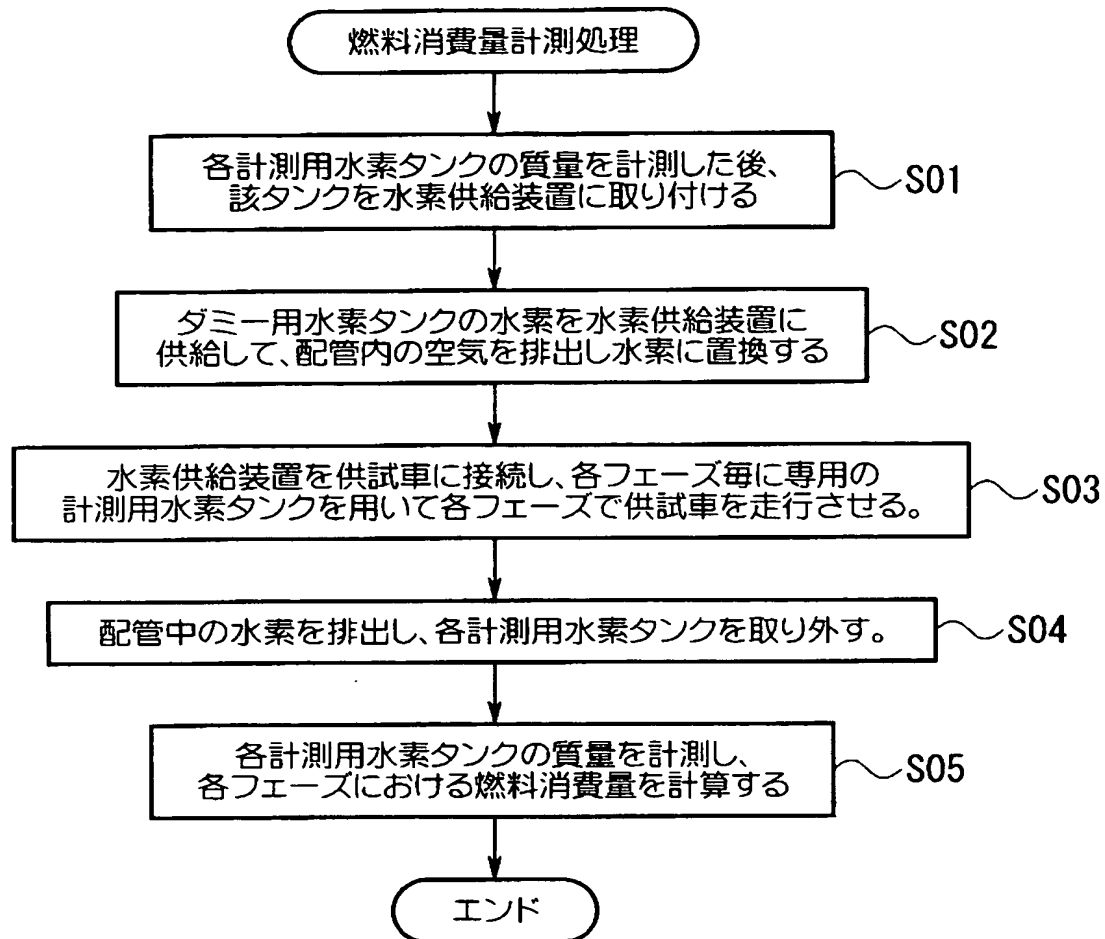 燃料消費量計測処理
各計測用水素タンクの質量を計測した後、
該タンクを水素供給装置に取り付ける
S01
ダミー用水素タンクの水素を水素供給装置に
供給して、配管内の空気を排出し水素に置換する
S02
水素供給装置を供試車に接続し、各フェーズ毎に専用の
計測用水素タンクを用いて各フェーズで供試車を走行させる。
S03
配管中の水素を排出し、各計測用水素タンクを取り外す。
S04
各計測用水素タンクの質量を計測し、
各フェーズにおける燃料消費量を計算する
S05
エンド